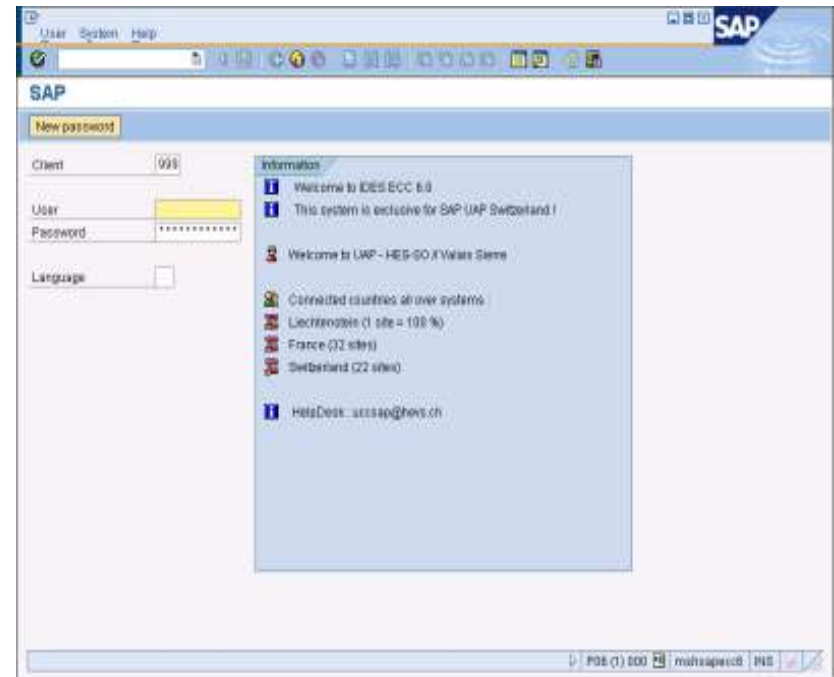 User System Help
SAP
SAP
New password
Client 999
User
Password ************
Language
Information
Welcome to IDES ECC 6.0
This system is exclusive for SAP UAP Switzerland !
Welcome to UAP - HES-SO // Valais Sierre
Connected countries all over systems
Liechtenstein (1 site = 100 %)
France (32 sites)
Switzerland (22 sites)
HelpDesk : uccsap@hevs.ch
(1) 000 INS